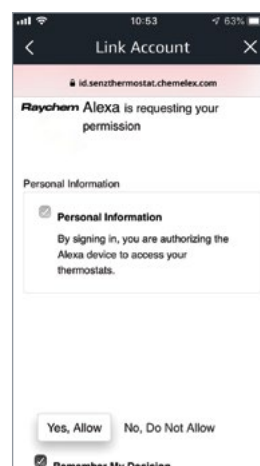 10:53
63%
Link Account
id.senzthermostat.chemelex.com
Raychem Alexa is requesting your
permission
Personal Information
Personal Information
By signing in, you are authorizing the
Alexa device to access your
thermostats.
Yes, Allow No, Do Not Allow
Remember My Decision